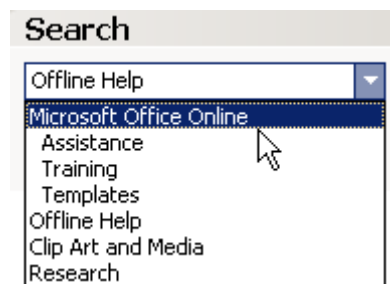 Search
Offline Help
Microsoft Office Online
Assistance
Training
Templates
Offline Help
Clip Art and Media
Research